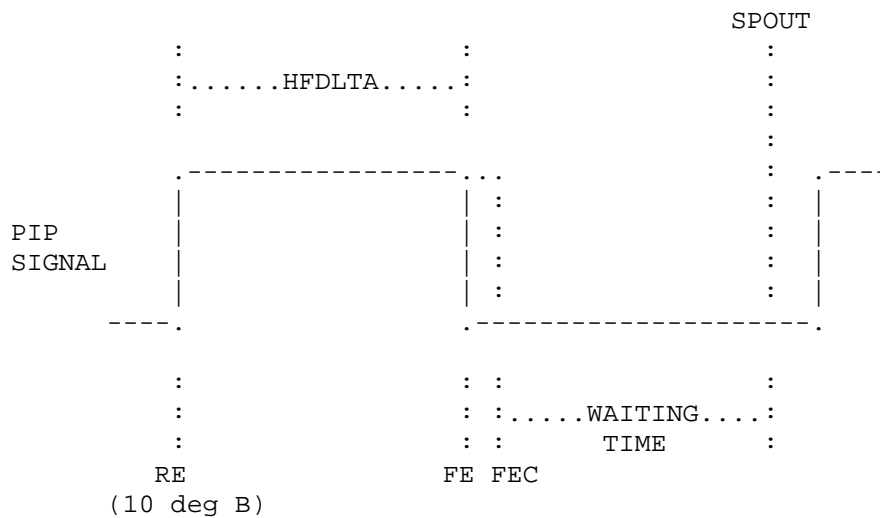 SPOUT
HFDLTA
PIP
SIGNAL
WAITING
TIME
RE FE FEC
(10 deg B)